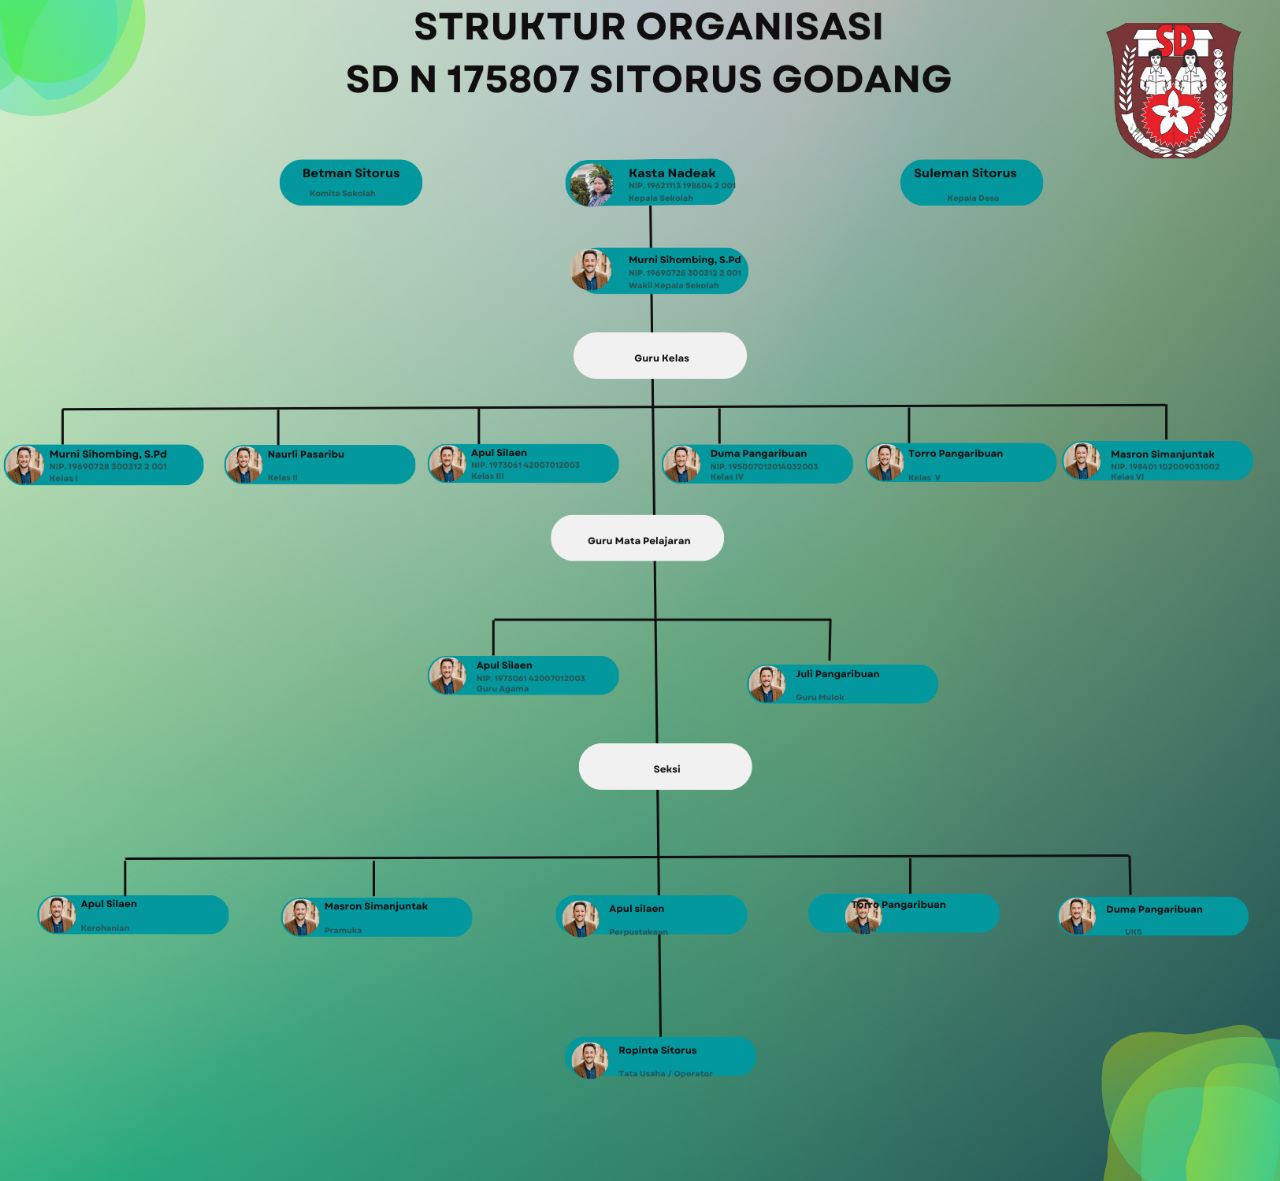 STRUKTUR ORGANISASI
SD N 175807 SITORUS GODANG
SD
Betman Sitorus
Komite Sekolah
Kasta Nadeak
NIP. 19621113 198604 2 001
Kepala Sekolah
Suleman Sitorus
Kepala Desa
Murni Sihombing, S.Pd
NIP. 19690728 300312 2 001
Wakil Kepala Sekolah
Guru Kelas
Murni Sihombing, S.Pd
NIP. 19690728 300312 2 001
Kelas I
Naurli Pasaribu
Kelas II
Apul Silaen
NIP. 1973061 42007012003
Kelas III
Duma Pangaribuan
NIP. 195007012014032003
Kelas IV
Torro Pangaribuan
Kelas V
Masron Simanjuntak
NIP. 198401 102009031002
Kelas VI
Guru Mata Pelajaran
Apul Silaen
NIP. 1973061 42007012003
Guru Agama
Juli Pangaribuan
Guru Mulok
Seksi
Apul Silaen
Kerohanian
Masron Simanjuntak
Pramuka
Apul silaen
Perpustakaan
Torro Pangaribuan
Duma Pangaribuan
UKS
Ropinta Sitorus
Tata Usaha / Operator